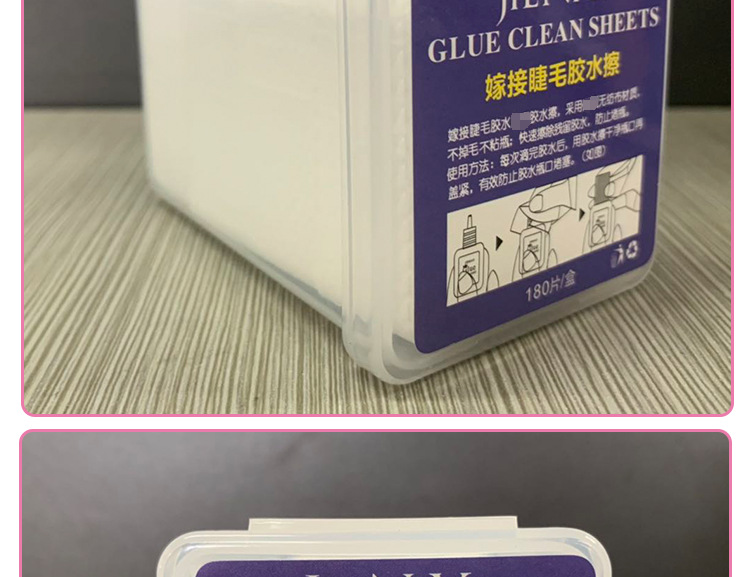 GLUE CLEAN SHEETS
嫁接睫毛胶水擦
嫁接睫毛胶水 胶水擦，采用 无纺布材质，
不掉毛不粘瓶；快速擦除残留胶水，防止堵瓶。
使用方法：每次滴完胶水后，用胶水擦干净瓶口再
盖紧，有效防止胶水瓶口堵塞。（如图）
180片/盒